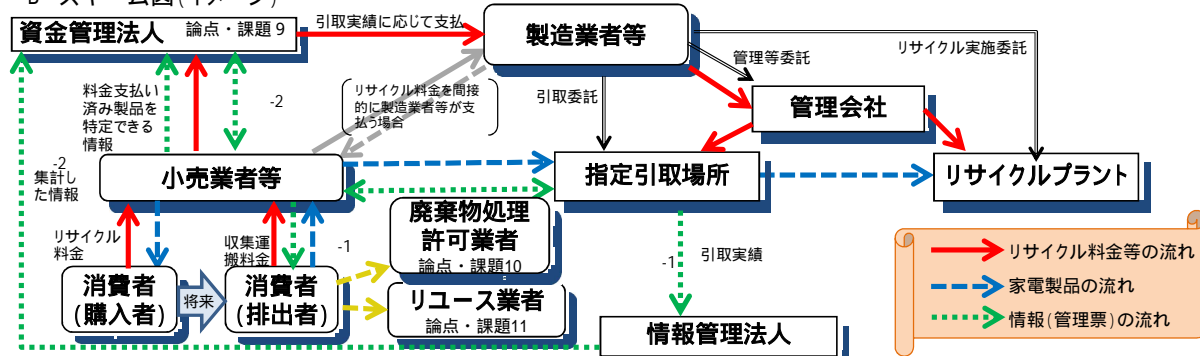 資金管理法人 論点・課題9
引取実績に応じて支払
製造業者等
リサイクル実施委託
管理等委託
料金支払い
済み製品を
特定できる
情報
-2
リサイクル料金を間接
的に製造業者等が支
払う場合
引取委託
管理会社
-2
集計し
た情報
小売業者等
指定引取場所
リサイクルプラント
リサイクル
料金
収集運
搬料金
-1
廃棄物処理
許可業者
論点・課題10
-1
引取実績
消費者
(購入者)
将来
消費者
(排出者)
リユース業者
論点・課題11
情報管理法人
リサイクル料金等の流れ
家電製品の流れ
情報(管理票)の流れ